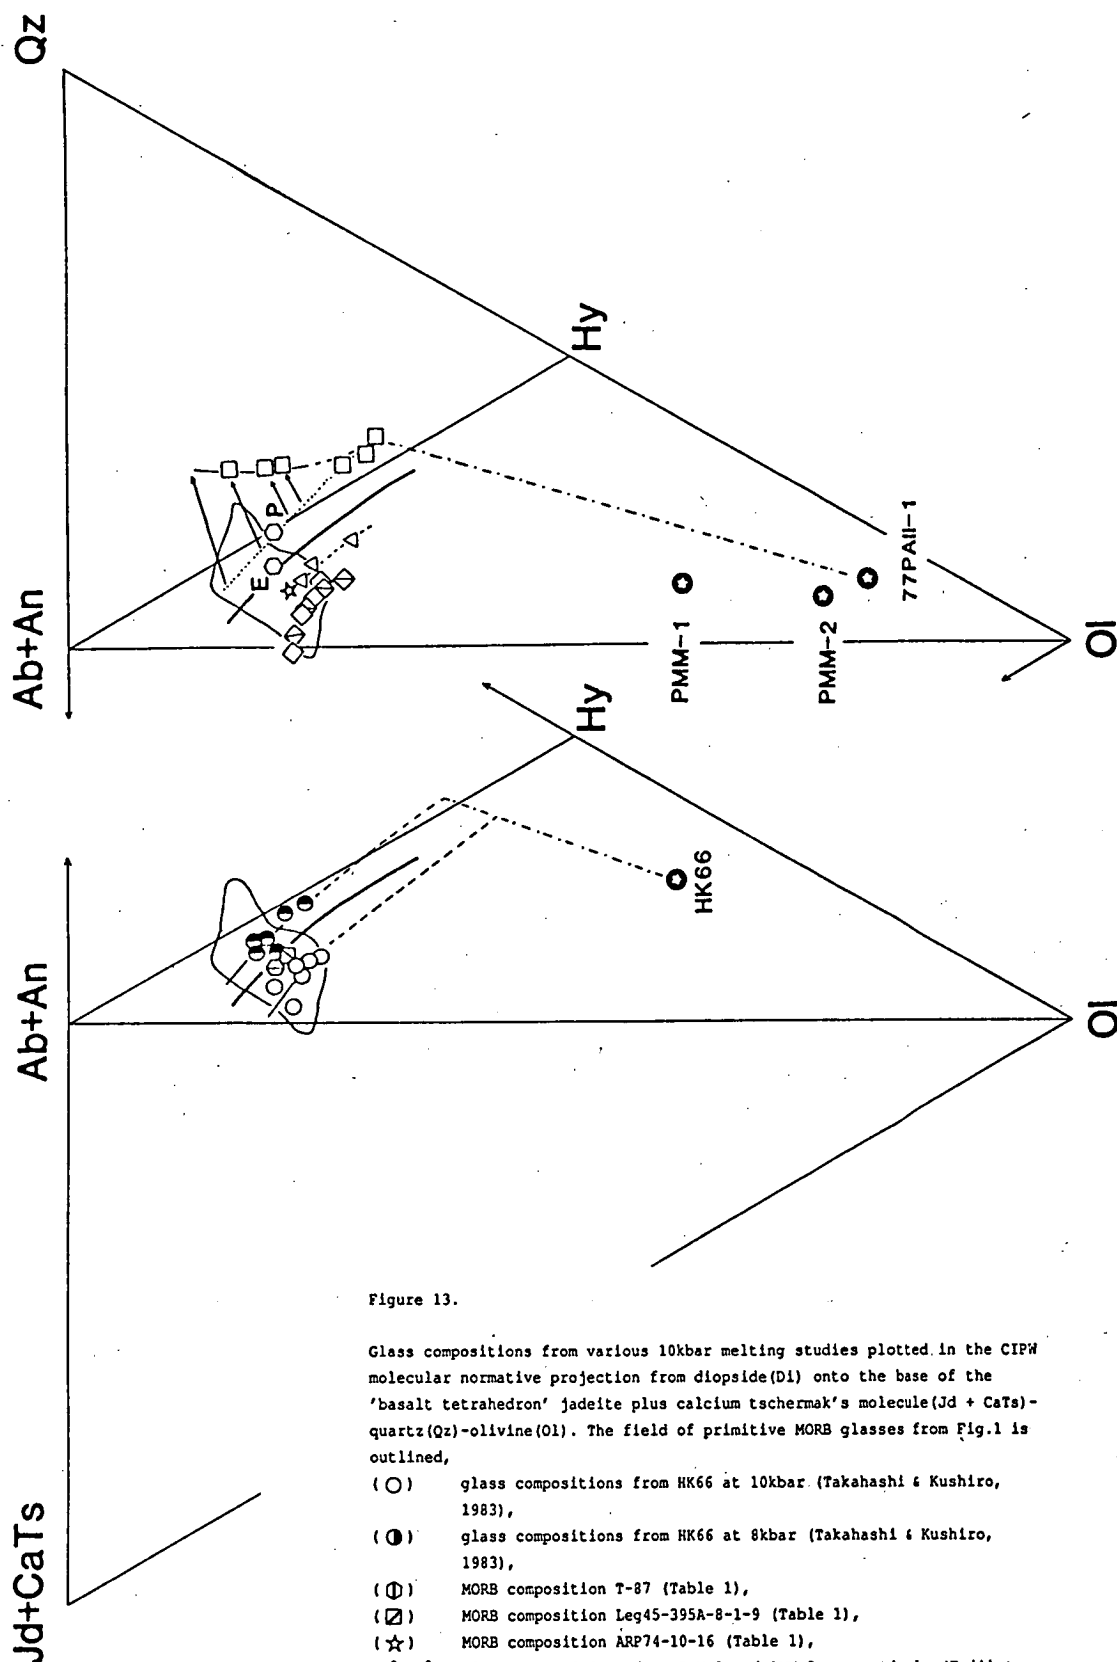 Qz
Ab+An
Hy
P
E
77PAII-1
PMM-1
PMM-2
Ol
Hy
HK66
Ab+An
Ol
Jd+CaTs
Figure 13.
Glass compositions from various 10kbar melting studies plotted in the CIPW
molecular normative projection from diopside(Di) onto the base of the
'basalt tetrahedron' jadeite plus calcium tschermak's molecule(Jd + CaTs)-
quartz(Qz)-olivine(Ol). The field of primitive MORB glasses from Fig.1 is
outlined,
(○) glass compositions from HK66 at 10kbar (Takahashi & Kushiro,
1983),
(◑) glass compositions from HK66 at 8kbar (Takahashi & Kushiro,
1983),
(⦶) MORB composition T-87 (Table 1),
(⍁) MORB composition Leg45-395A-8-1-9 (Table 1),
(☆) MORB composition ARP74-10-16 (Table 1),